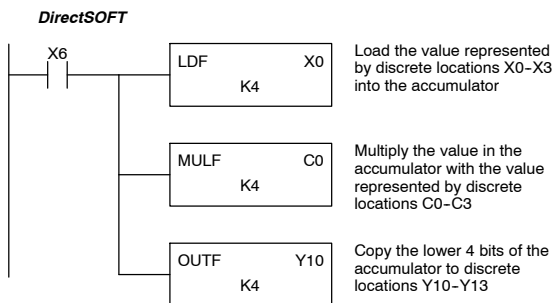 DirectSOFT
X6
LDF X0
K4
Load the value represented
by discrete locations X0-X3
into the accumulator
MULF C0
K4
Multiply the value in the
accumulator with the value
represented by discrete
locations C0-C3
OUTF Y10
K4
Copy the lower 4 bits of the
accumulator to discrete
locations Y10-Y13